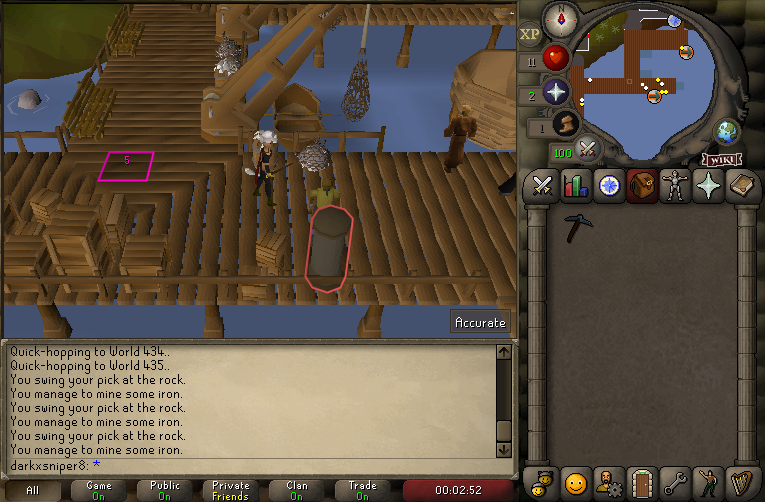 XP
11
2
1
100
WIKI
5
Accurate
Quick-hopping to World 434..
Quick-hopping to World 435..
You swing your pick at the rock.
You manage to mine some iron.
You swing your pick at the rock.
You manage to mine some iron.
You swing your pick at the rock.
You manage to mine some iron.
darkxsniper8: *
All
Game
On
Public
On
Private
Friends
Clan
On
Trade
On
00:02:52